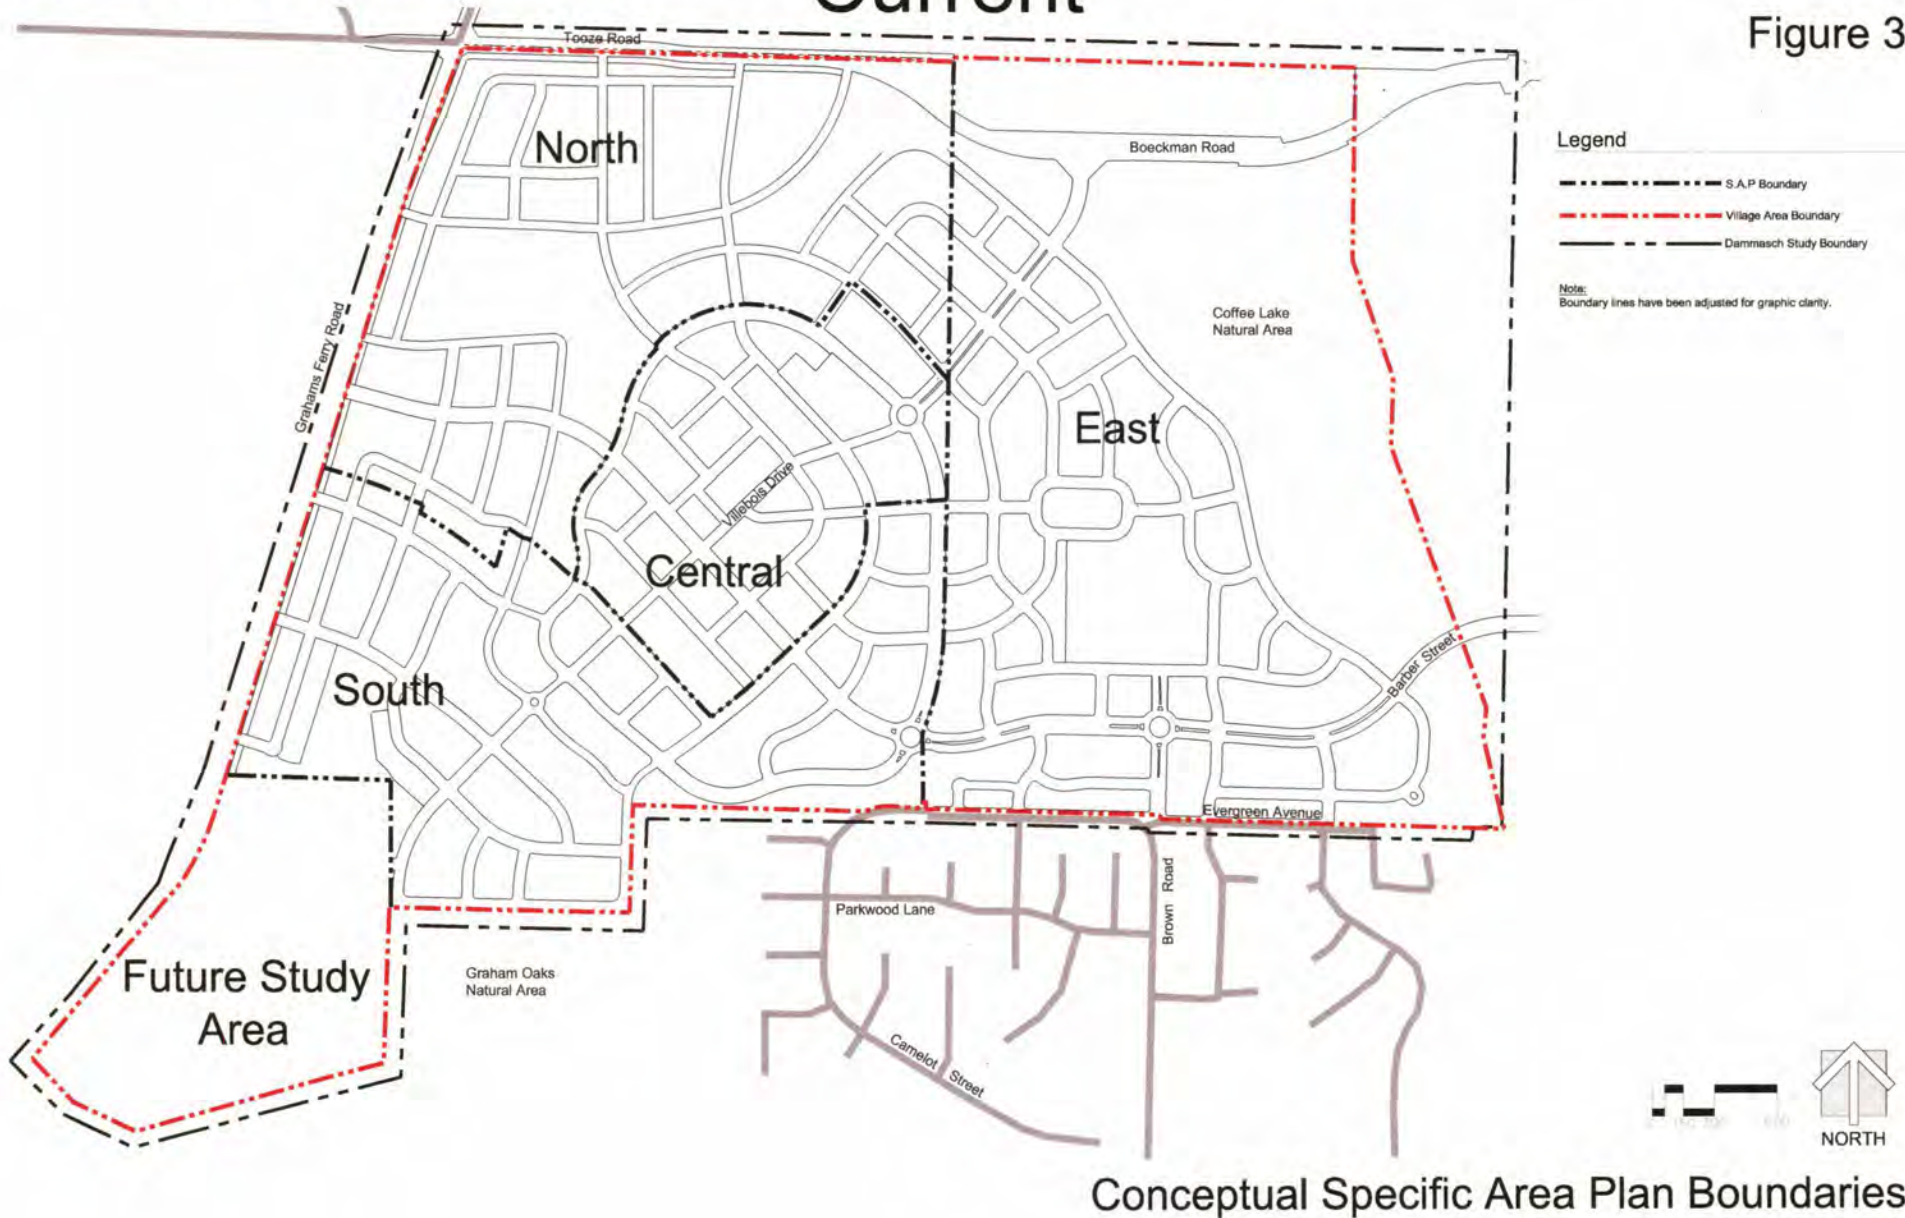 Current
Figure 3
Tooze Road
North
Boeckman Road
Legend
S.A.P Boundary
Village Area Boundary
Dammasch Study Boundary
Note:
Boundary lines have been adjusted for graphic clarity.
Grahams Ferry Road
Coffee Lake
Natural Area
East
Villebois Drive
Central
South
Barber Street
Evergreen Avenue
Brown Road
Parkwood Lane
Future Study
Area
Graham Oaks
Natural Area
Camelot Street
NORTH
Conceptual Specific Area Plan Boundaries